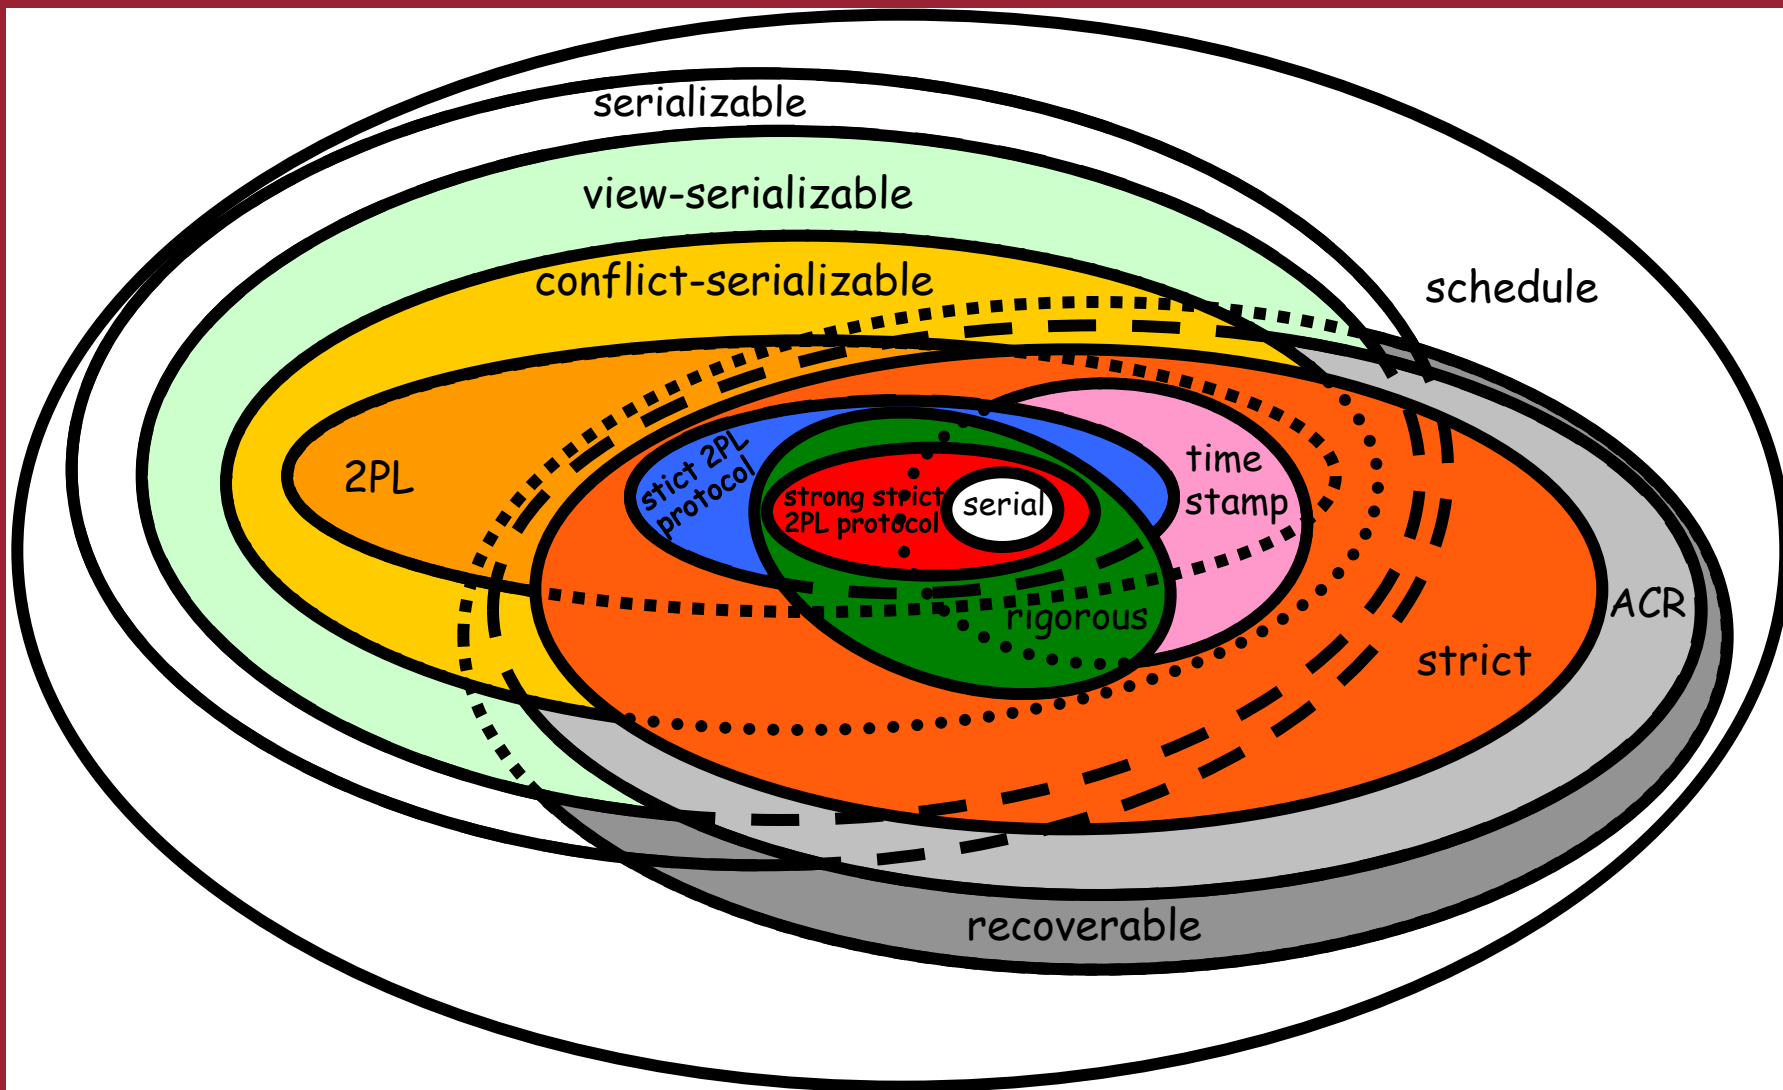 serializable
view-serializable
conflict-serializable
schedule
2PL
stict 2PL
protocol
strong strict
2PL protocol
serial
time
stamp
rigorous
ACR
strict
recoverable